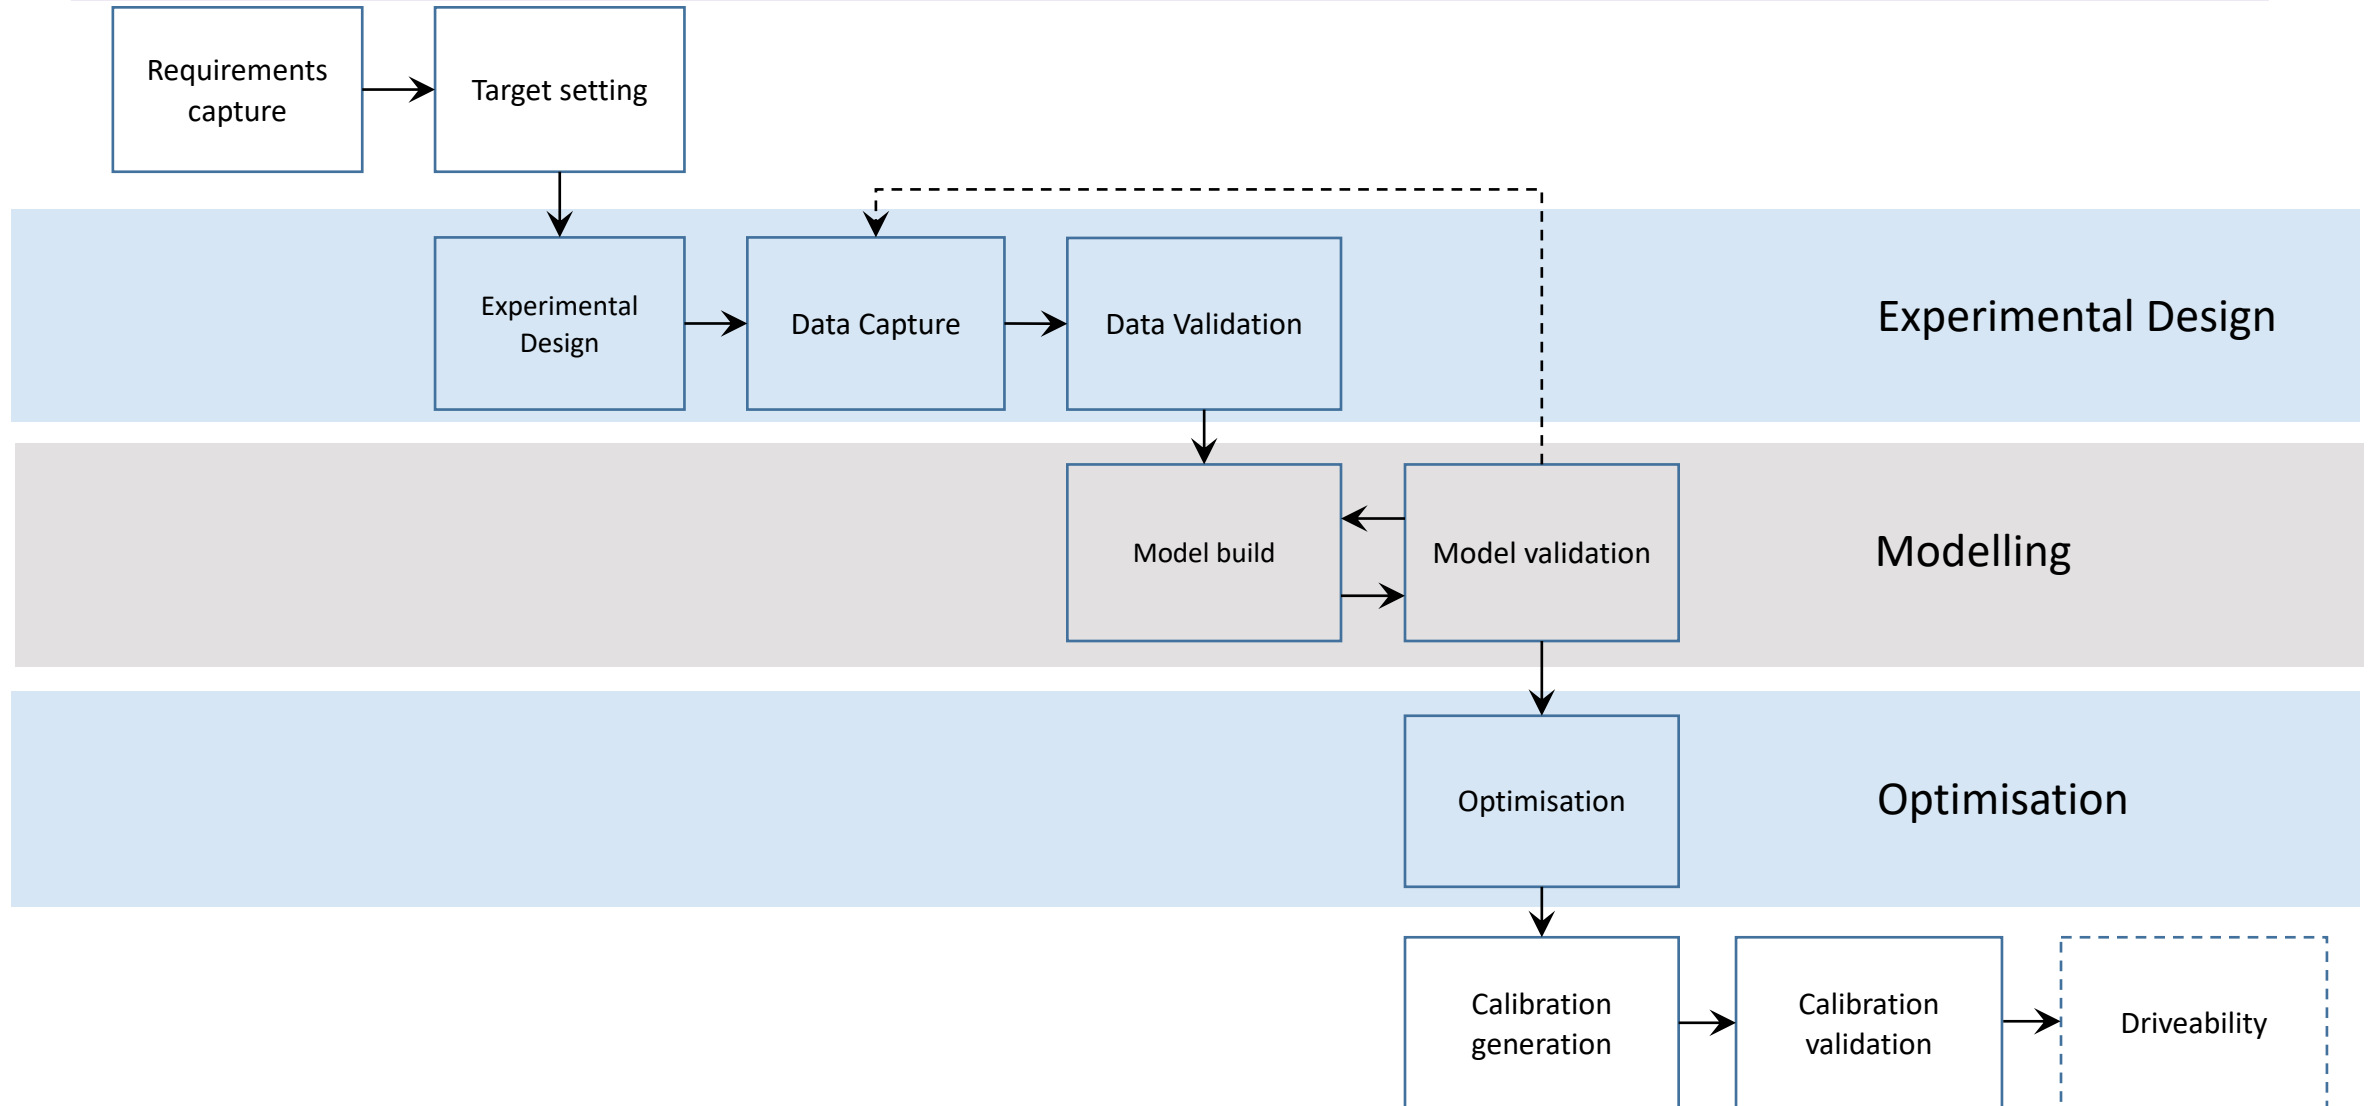 Requirements
capture
Target setting
Experimental
Design
Data Capture
Data Validation
Experimental Design
Model build
Model validation
Modelling
Optimisation
Optimisation
Calibration
generation
Calibration
validation
Driveability